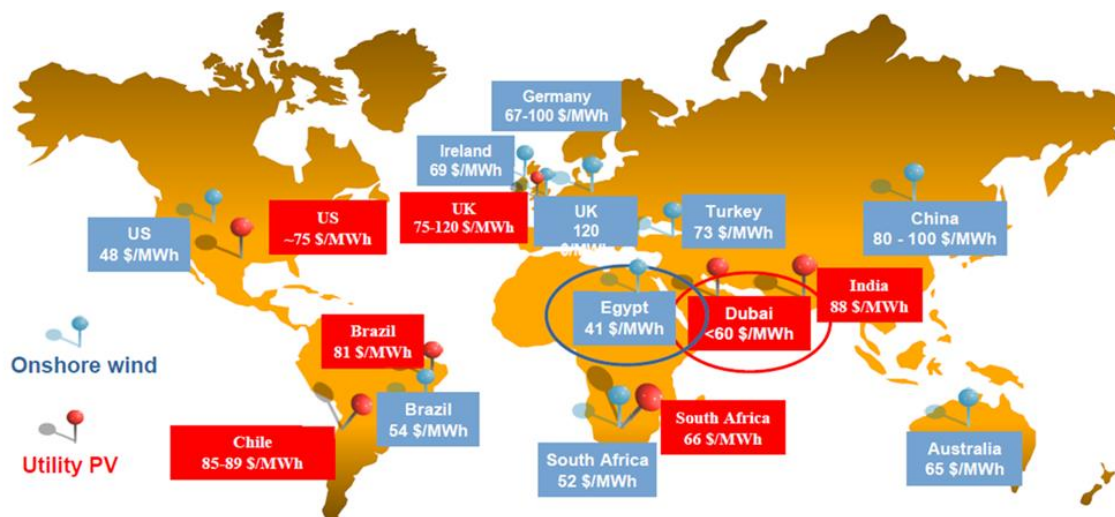 Germany
67-100 $/MWh
Ireland
69 $/MWh
US
~75 $/MWh
UK
75-120 $/MWh
UK
120
$/MWh
Turkey
73 $/MWh
China
80 - 100 $/MWh
US
48 $/MWh
Egypt
41 $/MWh
Dubai
<60 $/MWh
India
88 $/MWh
Onshore wind
Brazil
81 $/MWh
Brazil
54 $/MWh
Utility PV
Chile
85-89 $/MWh
South Africa
66 $/MWh
South Africa
52 $/MWh
Australia
65 $/MWh